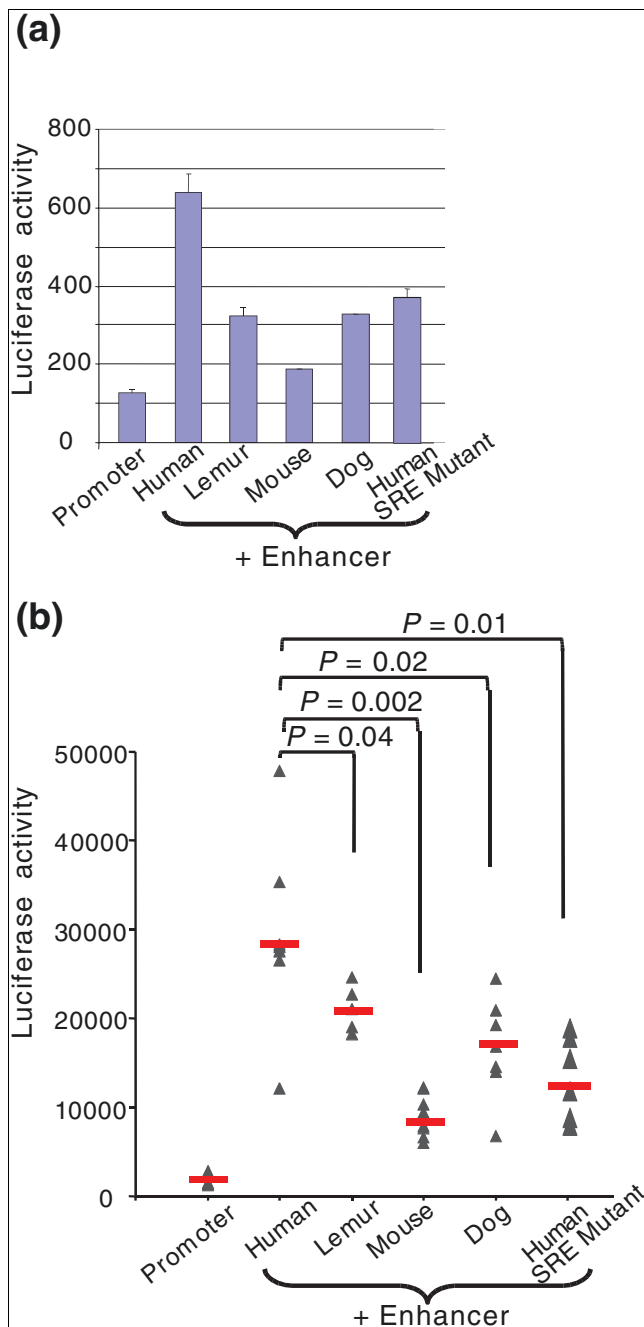 (a)
Luciferase activity
800
600
400
200
0
Promoter
Human
Lemur
Mouse
Dog
Human
SRE Mutant
+ Enhancer
(b)
P = 0.01
P = 0.02
P = 0.002
P = 0.04
Luciferase activity
50000
40000
30000
20000
10000
0
Promoter
Human
Lemur
Mouse
Dog
Human
SRE Mutant
+ Enhancer